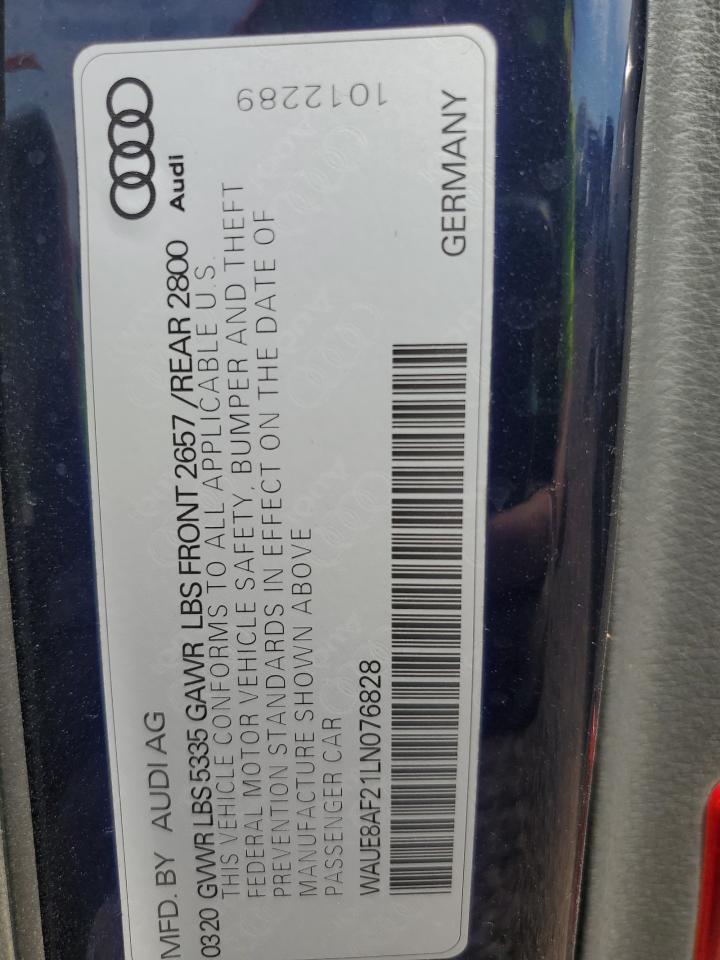 MFD. BY AUDI AG
0320 GVWR LBS 5335 GAWR LBS FRONT 2657 /REAR 2800
THIS VEHICLE CONFORMS TO ALL APPLICABLE U.S.
FEDERAL MOTOR VEHICLE SAFETY, BUMPER AND THEFT
PREVENTION STANDARDS IN EFFECT ON THE DATE OF
MANUFACTURE SHOWN ABOVE
PASSENGER CAR
WAUE8AF21LN076828
Audi
1012289
GERMANY